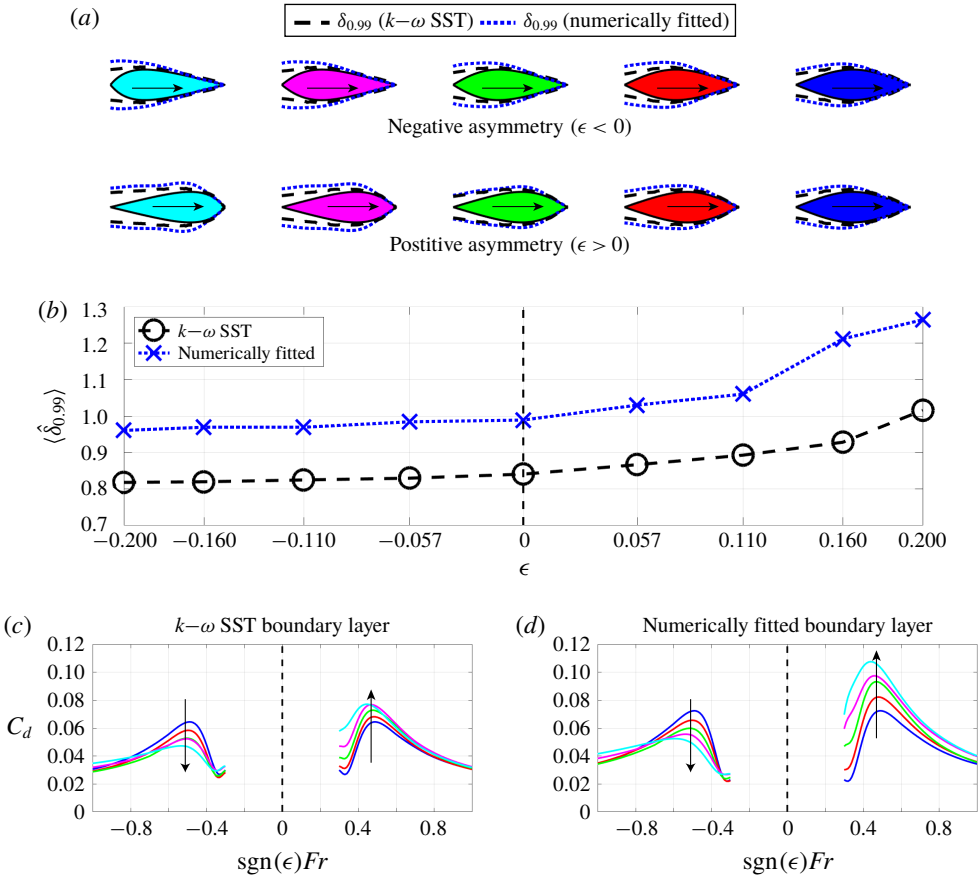 (a)
δ0.99 (k−ω SST) δ0.99 (numerically fitted)
Negative asymmetry (ϵ < 0)
Postitive asymmetry (ϵ > 0)
(b)
1.3
1.2
1.1
1.0
0.9
0.8
0.7
⟨δ̂0.99⟩
k−ω SST
Numerically fitted
−0.200 −0.160 −0.110 −0.057 0 0.057 0.110 0.160 0.200
ϵ
(c) k−ω SST boundary layer
0.12
0.10
0.08
0.06
0.04
0.02
0
Cd
−0.8 −0.4 0 0.4 0.8
sgn(ϵ)Fr
(d) Numerically fitted boundary layer
0.12
0.10
0.08
0.06
0.04
0.02
0
−0.8 −0.4 0 0.4 0.8
sgn(ϵ)Fr